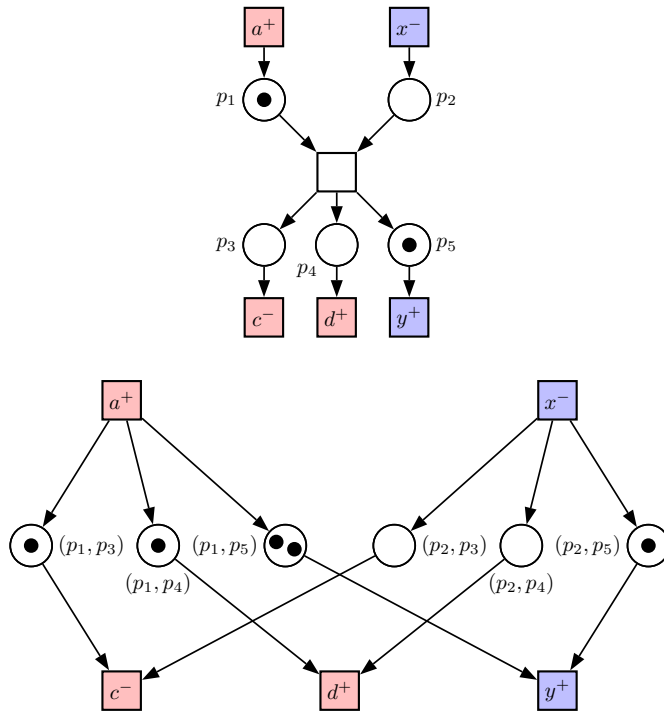 a⁺ x⁻
p₁ p₂
p₃ p₄ p₅
c⁻ d⁺ y⁺
a⁺ x⁻
(p₁, p₃) (p₁, p₅) (p₂, p₃) (p₂, p₅)
(p₁, p₄) (p₂, p₄)
c⁻ d⁺ y⁺